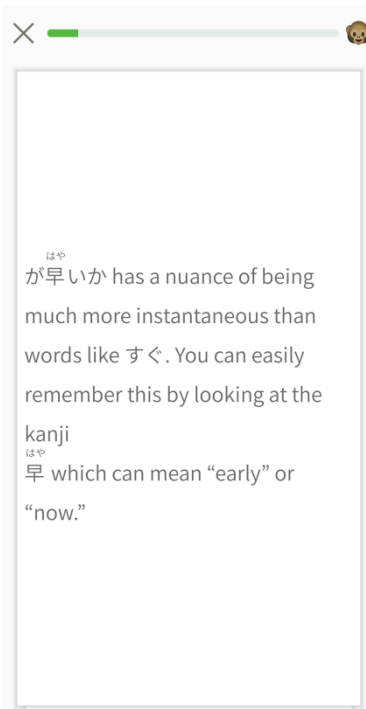 はや
が早いか has a nuance of being
much more instantaneous than
words like すぐ. You can easily
remember this by looking at the
kanji
はや
早 which can mean “early” or
“now.”